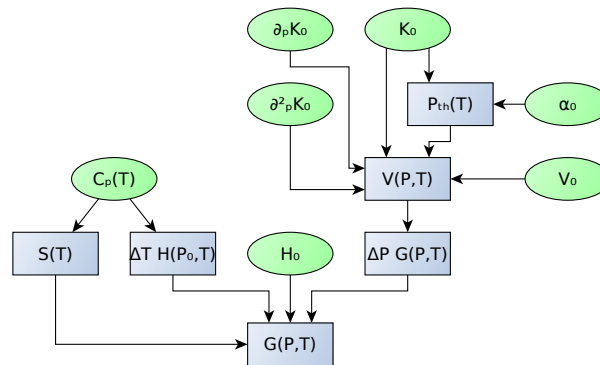 ∂ₚK₀
K₀
∂²ₚK₀
Pₜₕ(T)
α₀
Cₚ(T)
V(P,T)
V₀
S(T)
ΔT H(P₀,T)
H₀
ΔP G(P,T)
G(P,T)